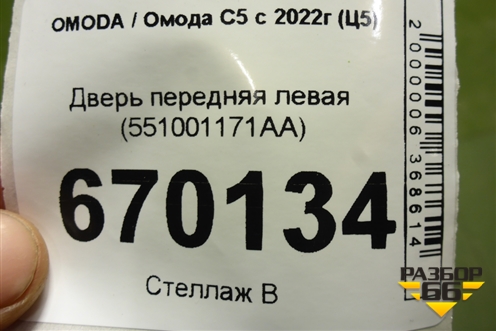 OMODA / Омода С5 с 2022г (Ц5)
Дверь передняя левая
(551001171AA)
670134
Стеллаж В
2000006368614
РАЗБОР
66